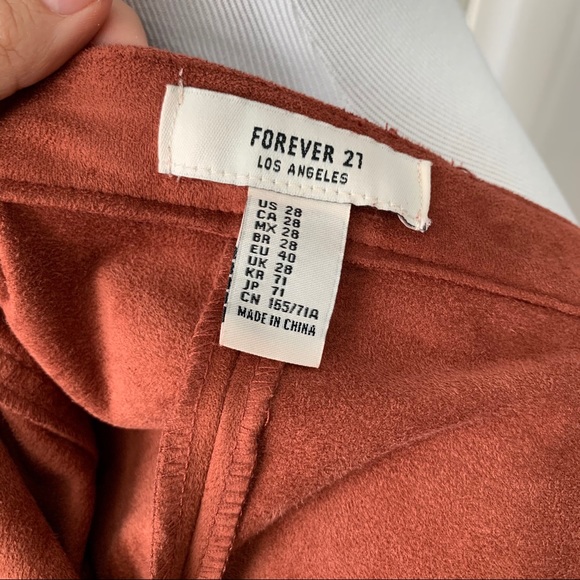 FOREVER 21
LOS ANGELES
US 28
CA 28
MX 28
BR 28
EU 40
UK 28
KR 71
JP 71
CN 165/71A
MADE IN CHINA